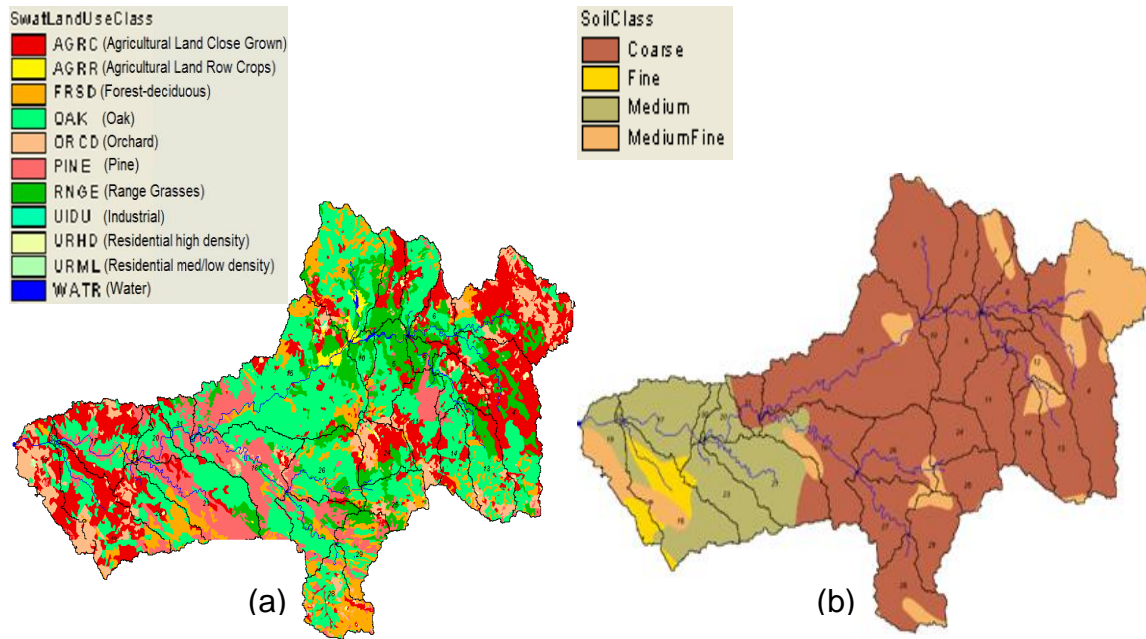 SwatLandUseClass
AGRC (Agricultural Land Close Grown)
AGRR (Agricultural Land Row Crops)
FRSD (Forest-deciduous)
OAK (Oak)
ORCD (Orchard)
PINE (Pine)
RNGE (Range Grasses)
UIDU (Industrial)
URHD (Residential high density)
URML (Residential med/low density)
WATR (Water)
(a)
SoilClass
Coarse
Fine
Medium
MediumFine
(b)